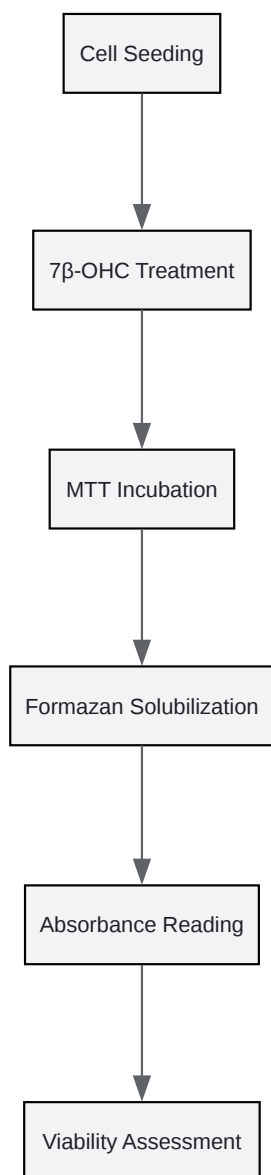 Cell Seeding
7β-OHC Treatment
MTT Incubation
Formazan Solubilization
Absorbance Reading
Viability Assessment